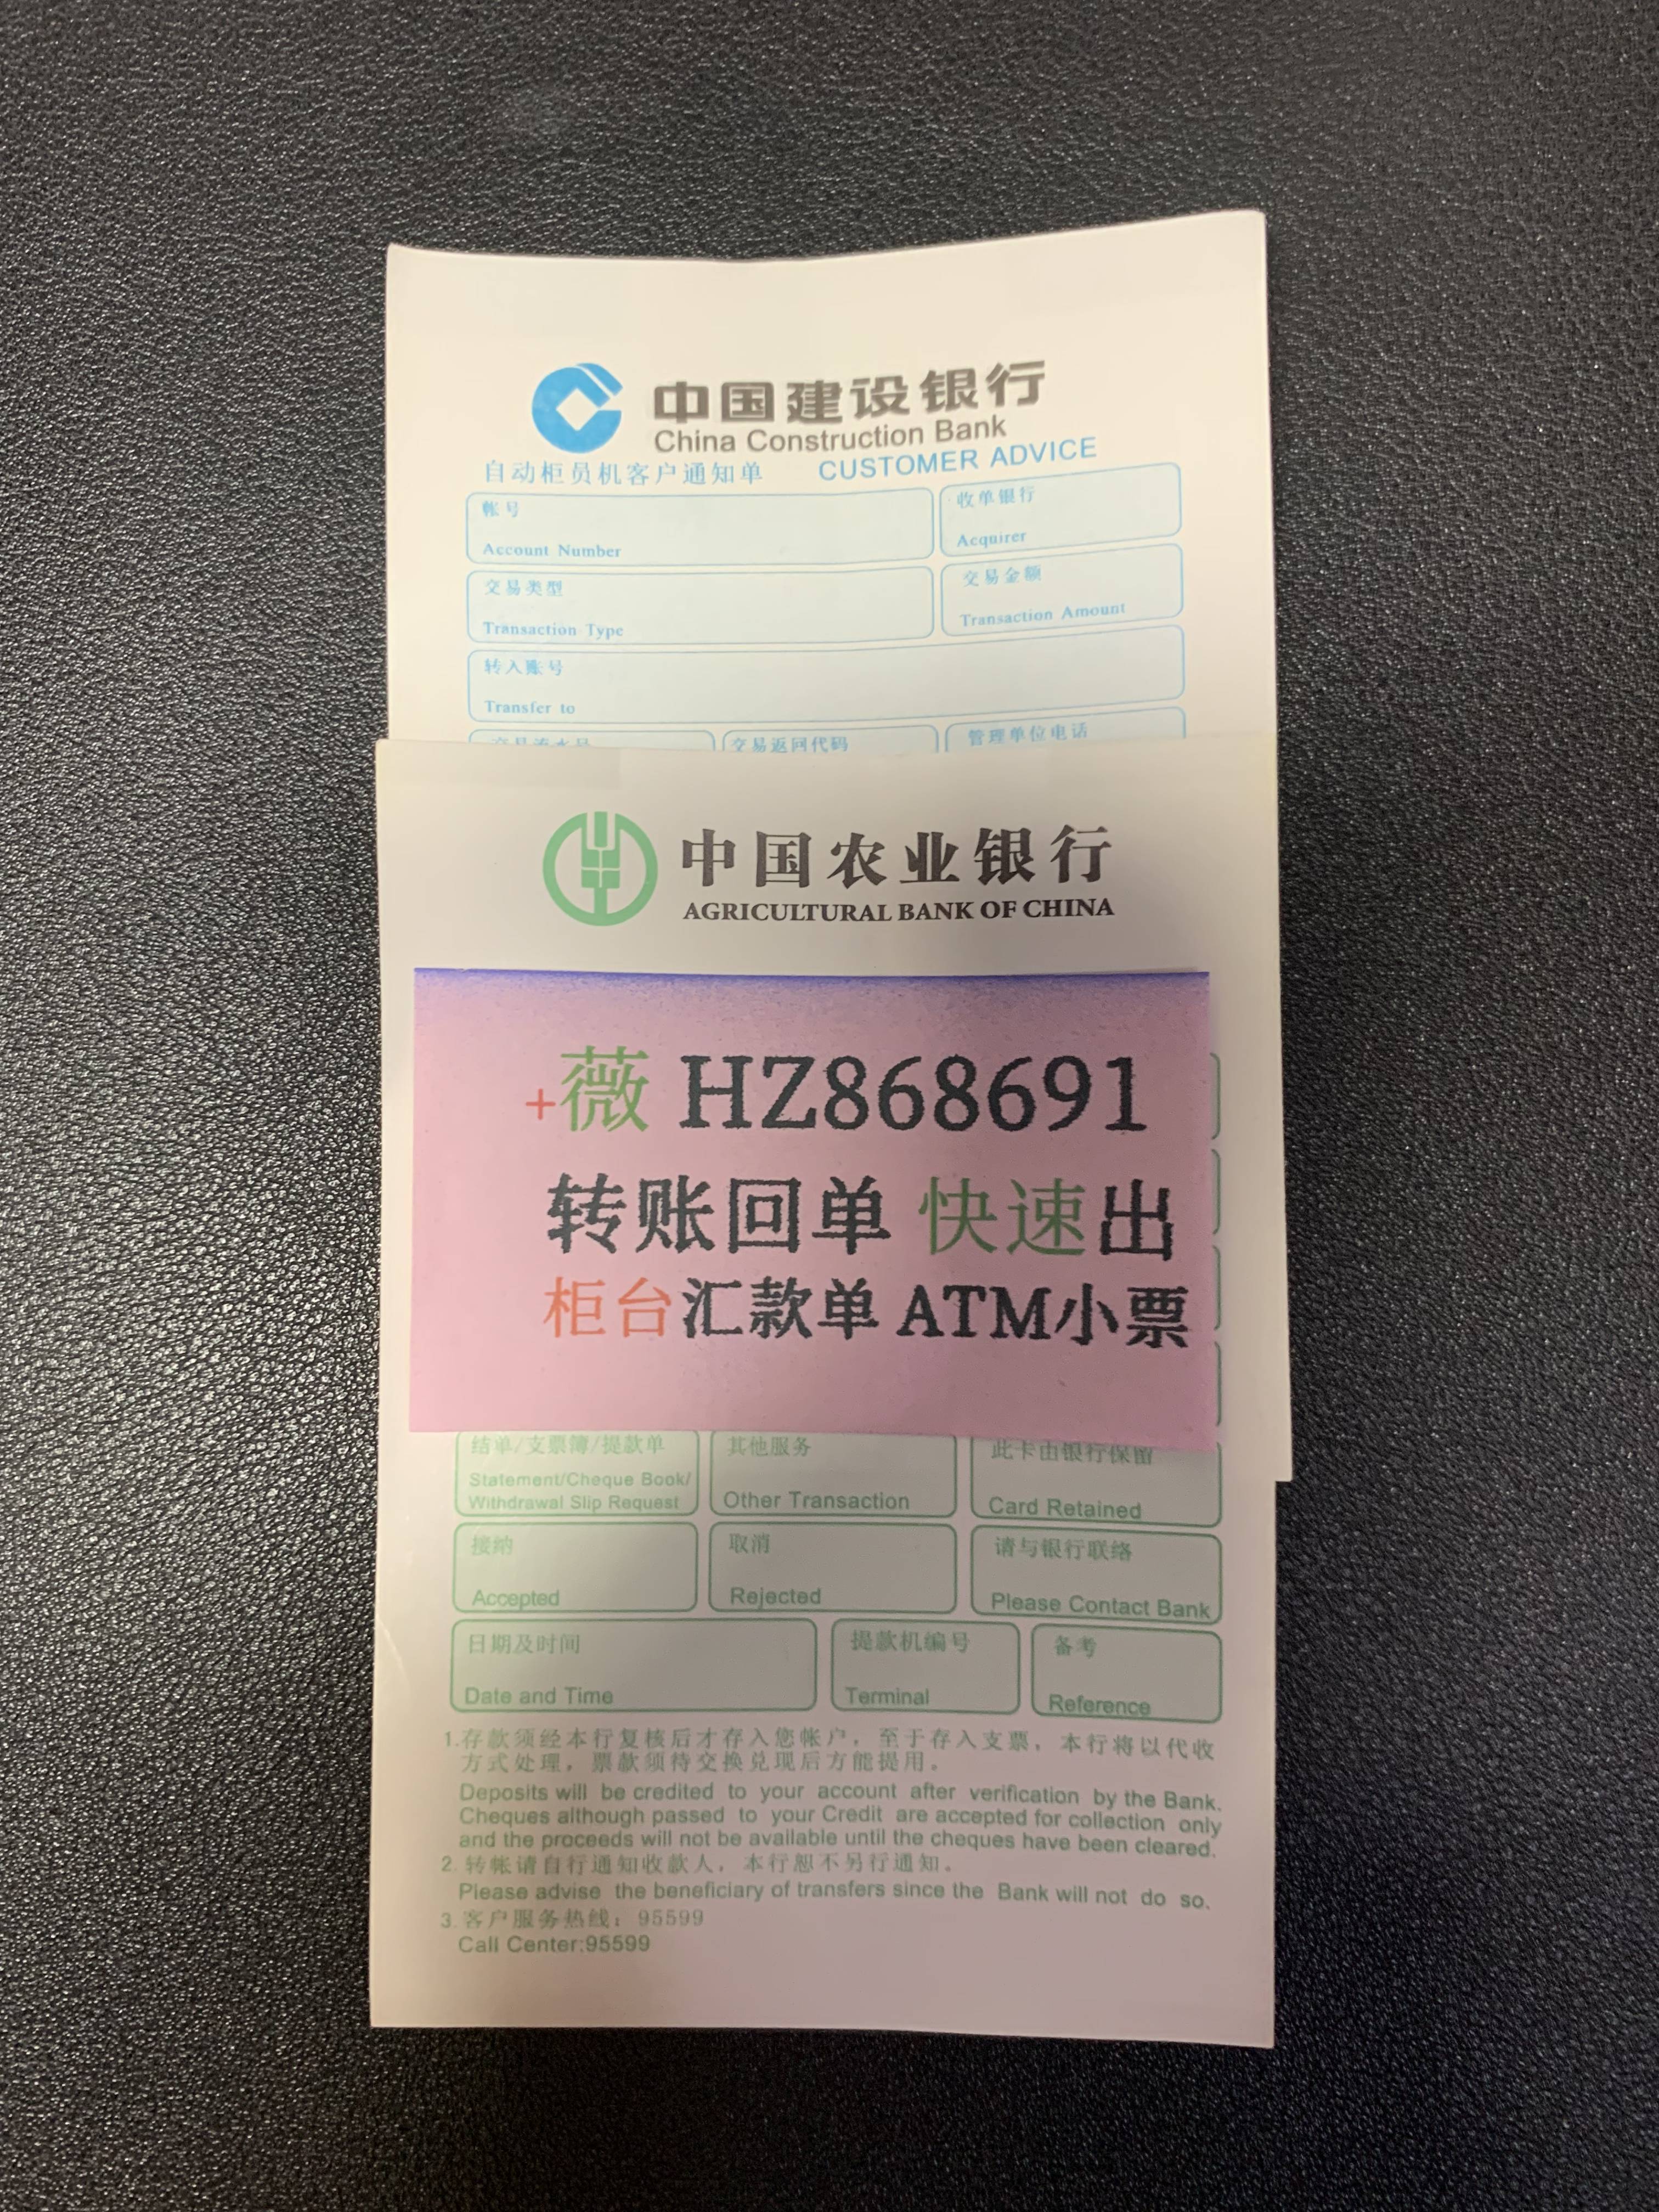 中国建设银行
China Construction Bank
自动柜员机客户通知单 CUSTOMER ADVICE
帐号
Account Number
收单银行
Acquirer
交易类型
Transaction Type
交易金额
Transaction Amount
转入账号
Transfer to
交易流水号
交易返回代码
管理单位电话
中国农业银行
AGRICULTURAL BANK OF CHINA
+薇 HZ868691
转账回单 快速出
柜台汇款单 ATM小票
结单/支票簿/提款单
Statement/Cheque Book/
Withdrawal Slip Request
其他服务
Other Transaction
此卡由银行保留
Card Retained
接纳
Accepted
取消
Rejected
请与银行联络
Please Contact Bank
日期及时间
Date and Time
提款机编号
Terminal
备考
Reference
1.存款须经本行复核后才存入您帐户，至于存入支票，本行将以代收
方式处理，票款须待交换兑现后方能提用。
Deposits will be credited to your account after verification by the Bank.
Cheques although passed to your Credit are accepted for collection only
and the proceeds will not be available until the cheques have been cleared.
2.转帐请自行通知收款人，本行恕不另行通知。
Please advise the beneficiary of transfers since the Bank will not do so.
3.客户服务热线：95599
Call Center:95599